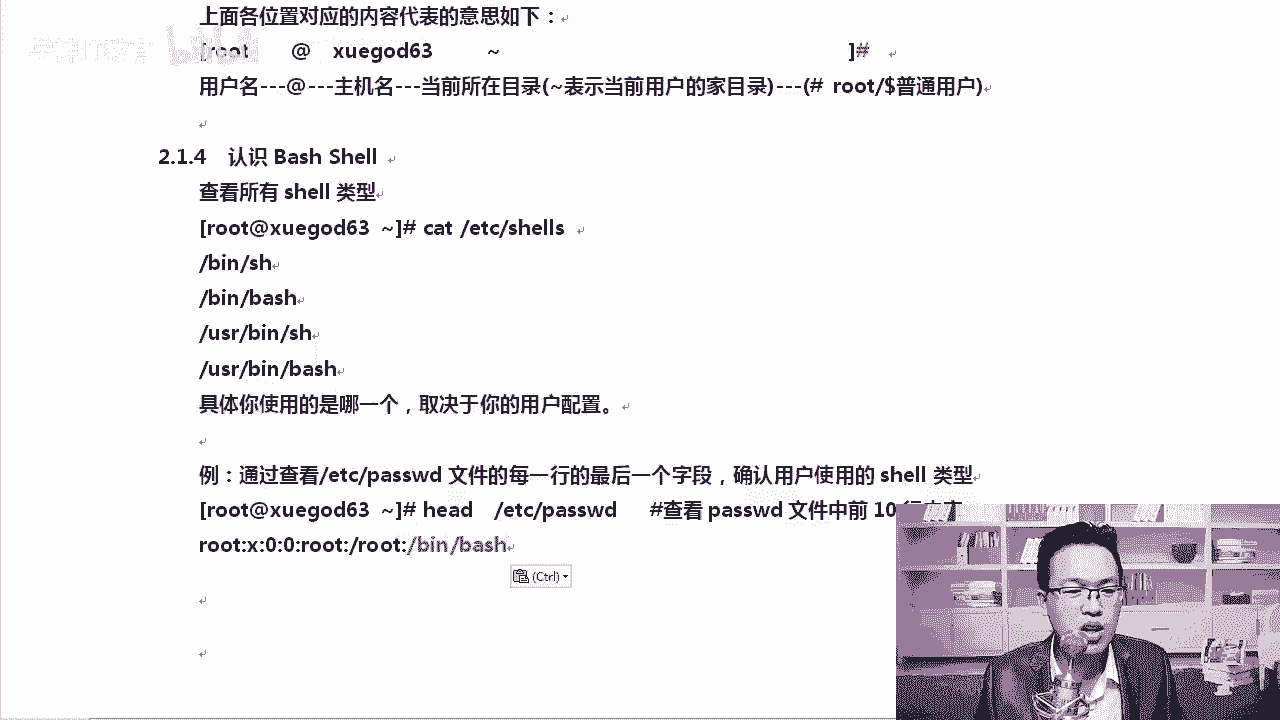 上面各位置对应的内容代表的意思如下：
[root @ xuegod63 ~ ]#
用户名---@---主机名---当前所在目录(~表示当前用户的家目录)---(# root/$普通用户)
2.1.4 认识 Bash Shell
查看所有 shell 类型
[root@xuegod63 ~]# cat /etc/shells
/bin/sh
/bin/bash
/usr/bin/sh
/usr/bin/bash
具体你使用的是哪一个，取决于你的用户配置。
例：通过查看/etc/passwd 文件的每一行的最后一个字段，确认用户使用的 shell 类型
[root@xuegod63 ~]# head /etc/passwd #查看 passwd 文件中前 10
root:x:0:0:root:/root:/bin/bash
(Ctrl)